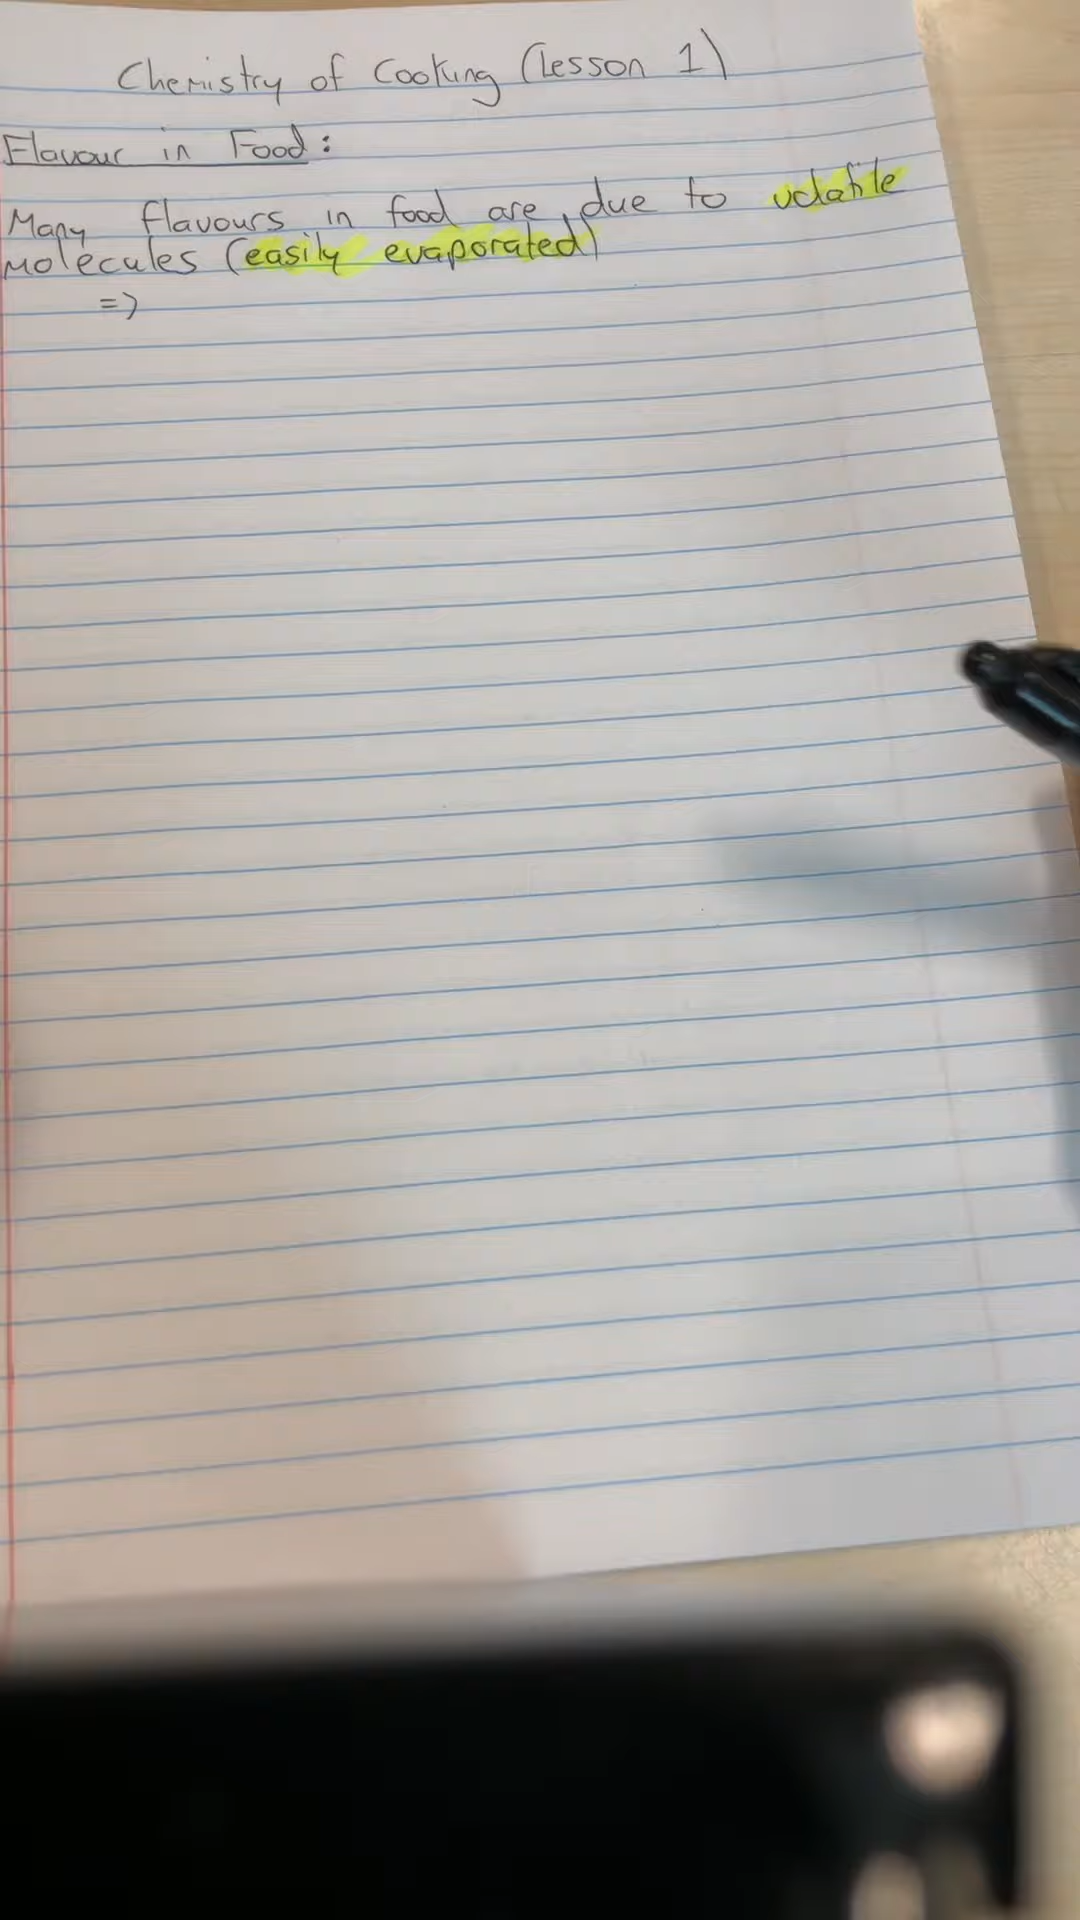 Chemistry of Cooking (Lesson 1)
Flavour in Food:
Many flavours in food are due to volatile
molecules (easily evaporated)
=>